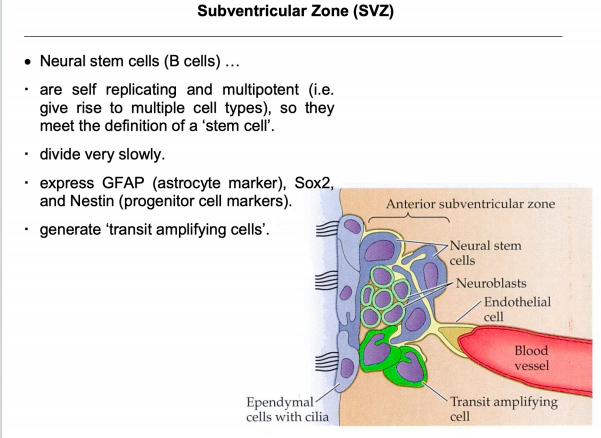 Subventricular Zone (SVZ)
• Neural stem cells (B cells) …
· are self replicating and multipotent (i.e.
give rise to multiple cell types), so they
meet the definition of a ‘stem cell’.
· divide very slowly.
· express GFAP (astrocyte marker), Sox2,
and Nestin (progenitor cell markers).
· generate ‘transit amplifying cells’.
Anterior subventricular zone
Neural stem
cells
Neuroblasts
Endothelial
cell
Blood
vessel
Ependymal
cells with cilia
Transit amplifying
cell